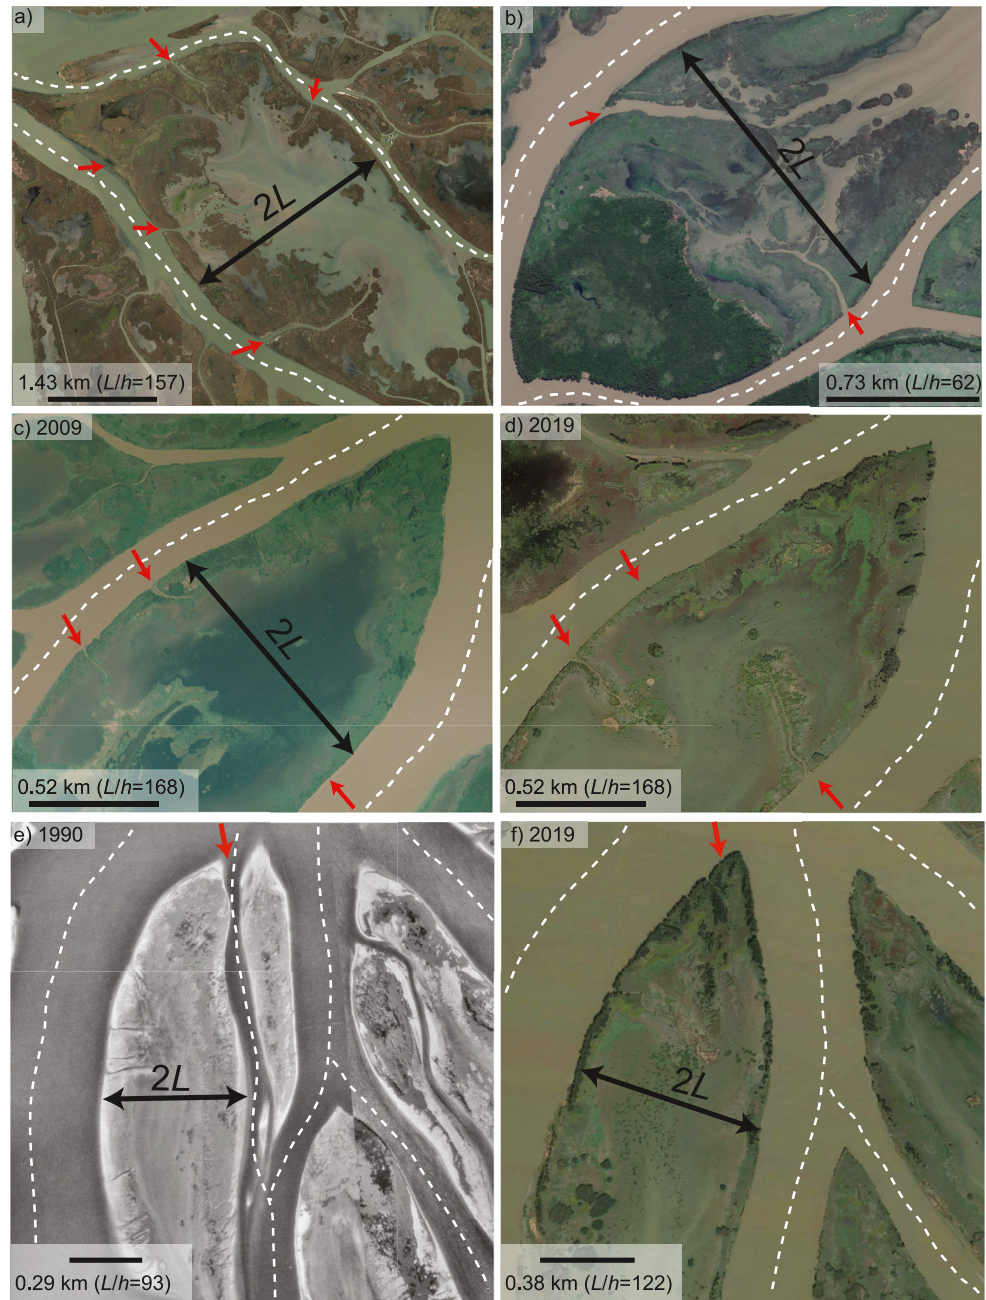 a)
2L
1.43 km (L/h=157)
b)
2L
0.73 km (L/h=62)
c) 2009
2L
0.52 km (L/h=168)
d) 2019
0.52 km (L/h=168)
e) 1990
2L
0.29 km (L/h=93)
f) 2019
2L
0.38 km (L/h=122)